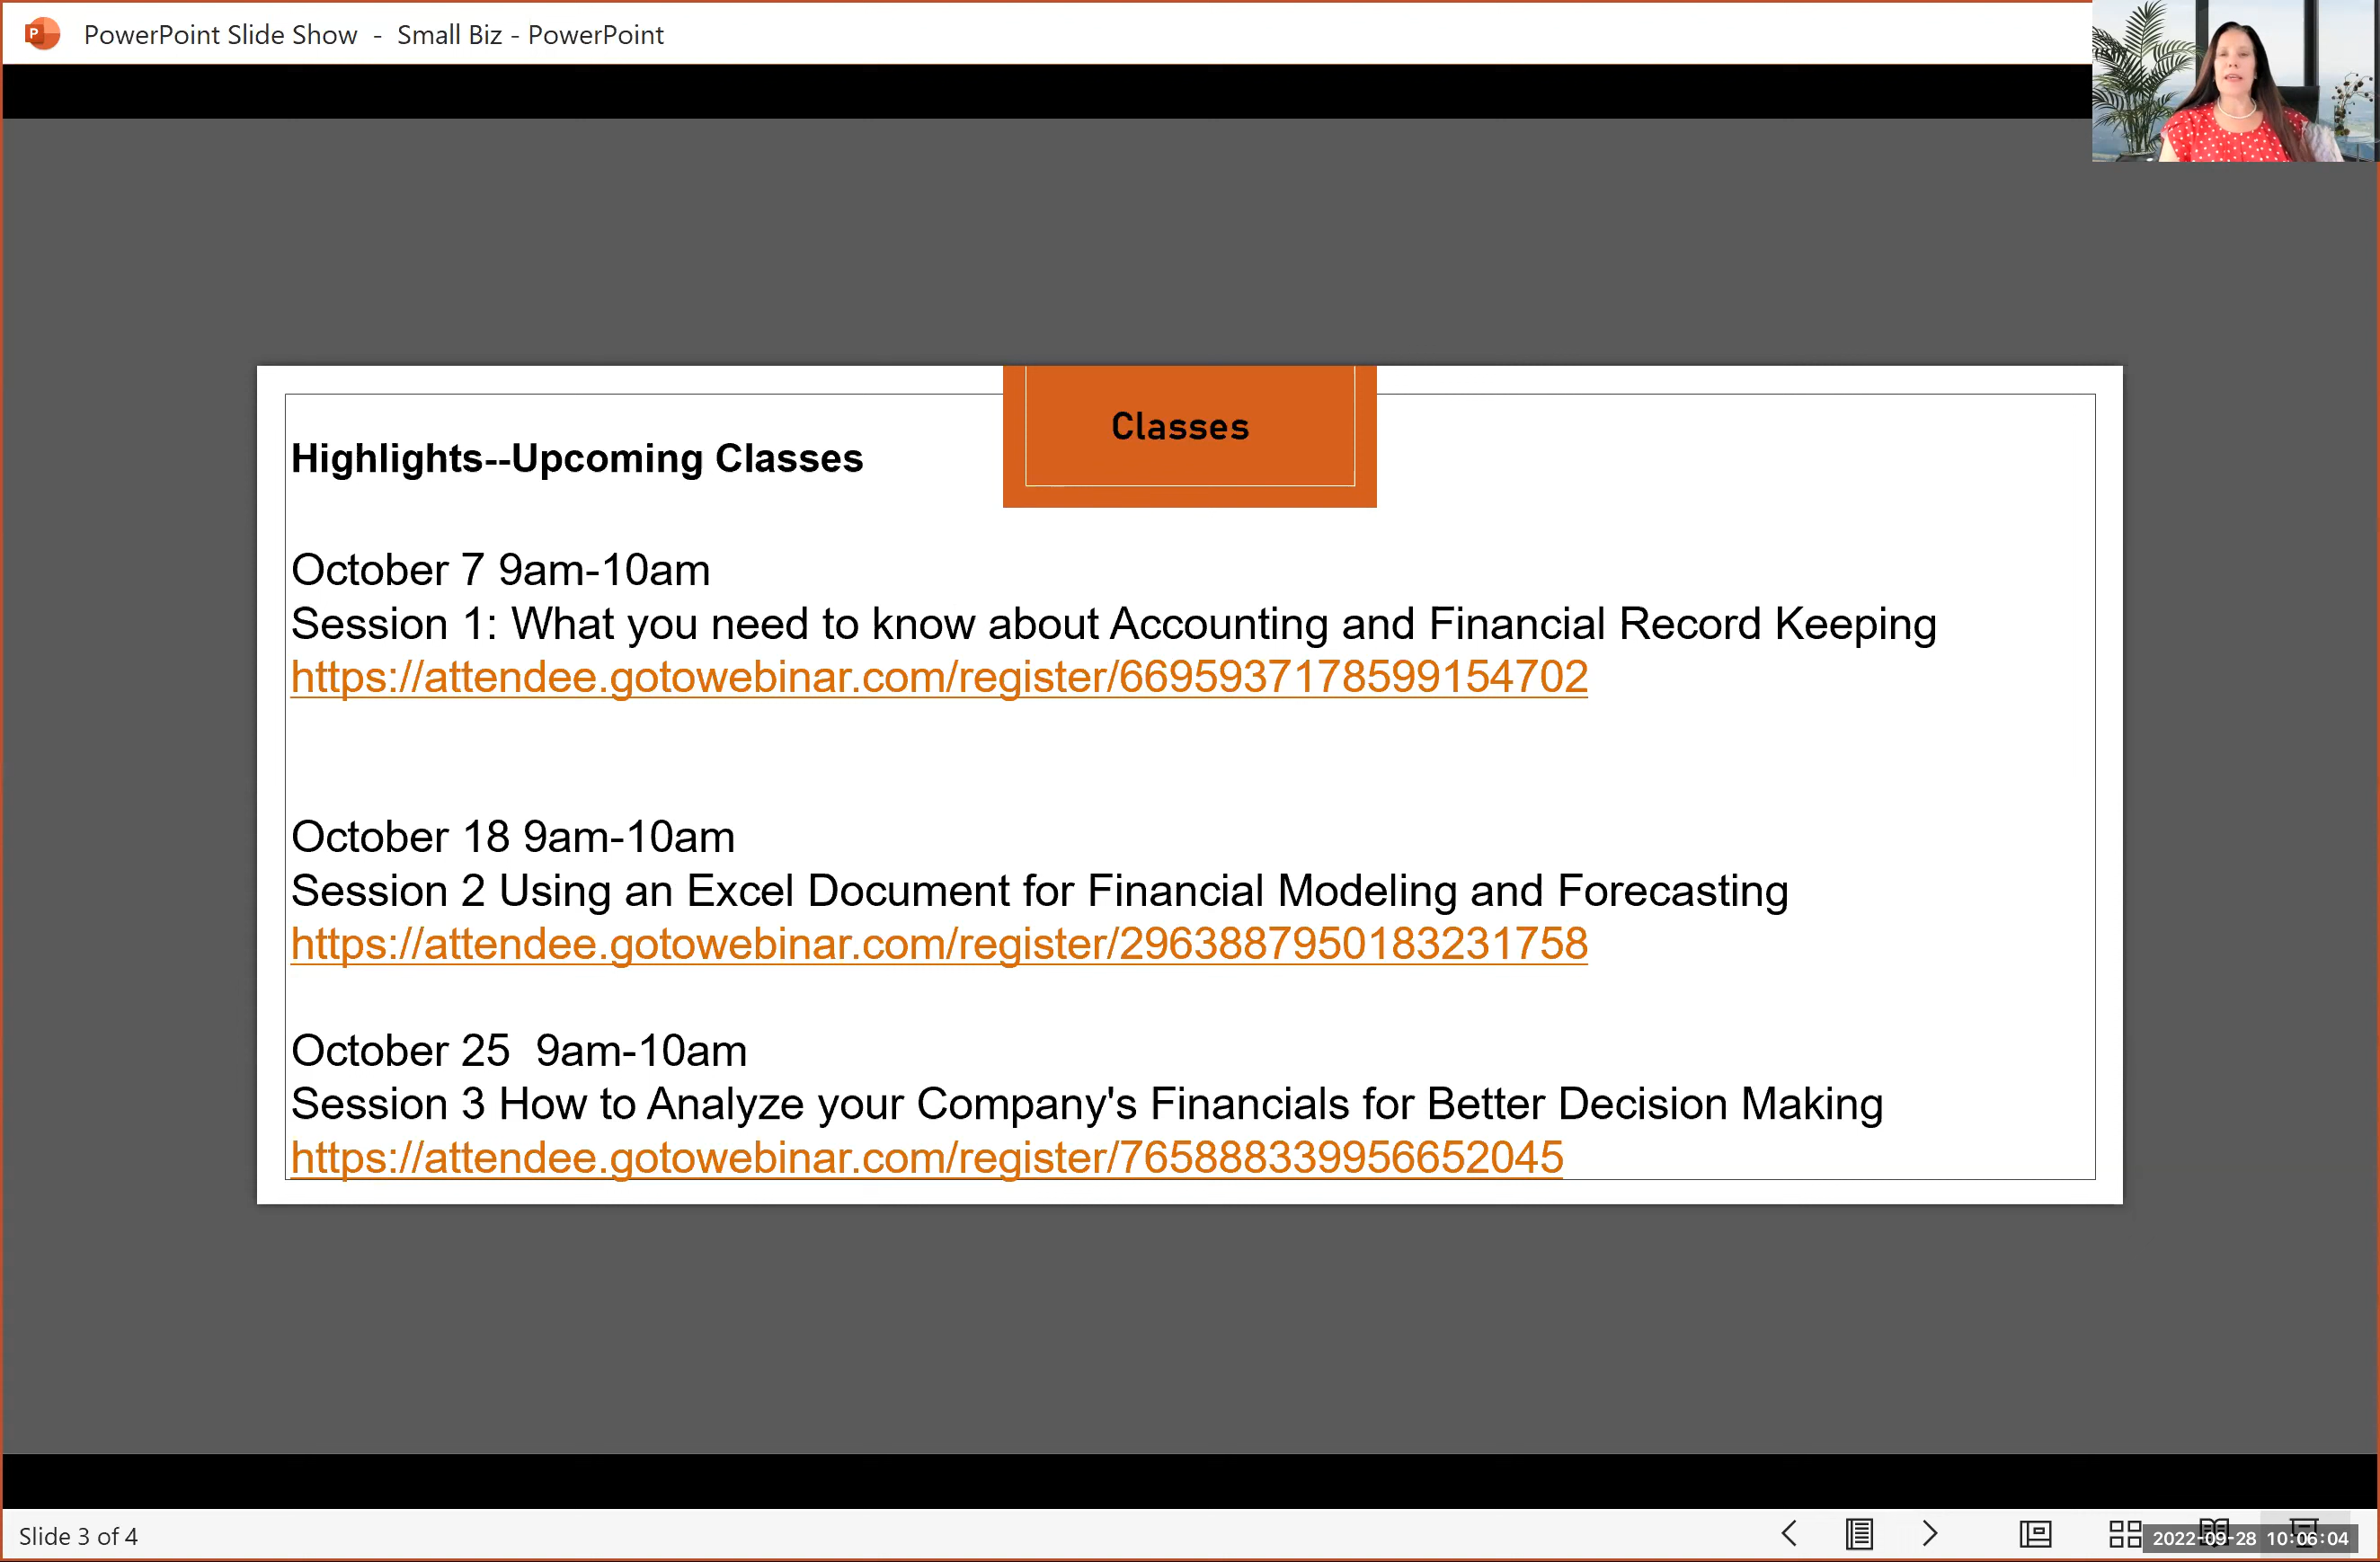 PowerPoint Slide Show - Small Biz - PowerPoint
Classes
Highlights--Upcoming Classes
October 7 9am-10am
Session 1: What you need to know about Accounting and Financial Record Keeping
https://attendee.gotowebinar.com/register/6695937178599154702
October 18 9am-10am
Session 2 Using an Excel Document for Financial Modeling and Forecasting
https://attendee.gotowebinar.com/register/2963887950183231758
October 25  9am-10am
Session 3 How to Analyze your Company's Financials for Better Decision Making
https://attendee.gotowebinar.com/register/765888339956652045
Slide 3 of 4
2022-09-28 10:06:04